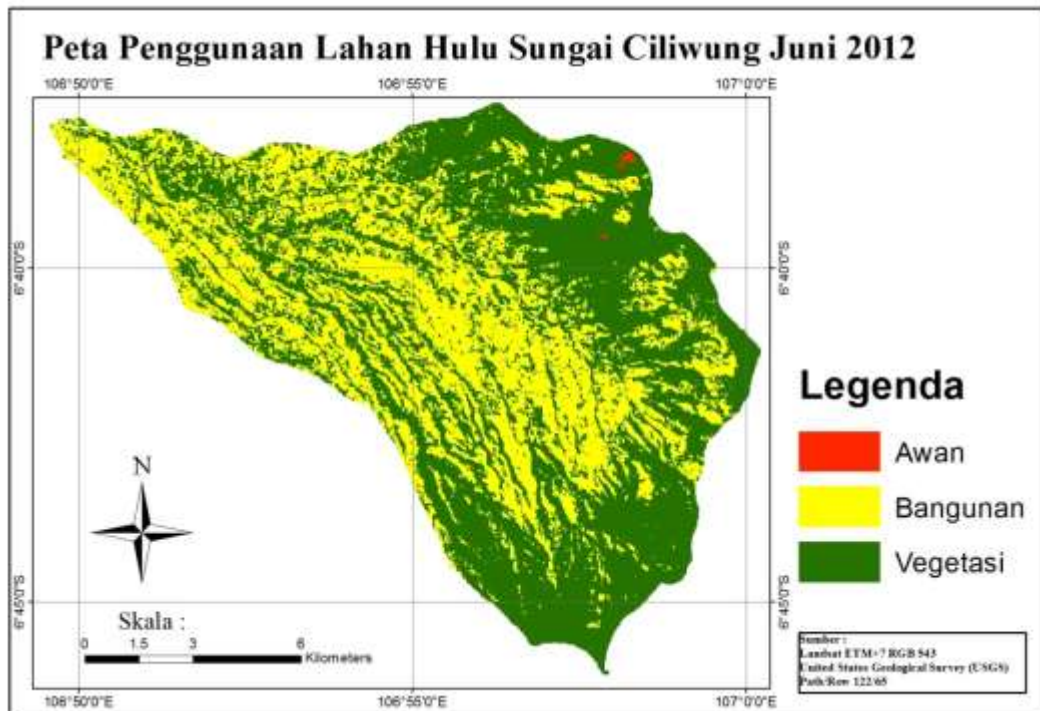 Peta Penggunaan Lahan Hulu Sungai Ciliwung Juni 2012
106°50'0"E 106°55'0"E 107°0'0"E
6°40'0"S 6°40'0"S
Legenda
Awan
Bangunan
Vegetasi
N
6°45'0"S 6°45'0"S
Skala :
0 1.5 3 6
Kilometers
Sumber :
Landsat ETM+7 RGB 543
United States Geological Survey (USGS)
Path/Row 122/65
106°50'0"E 106°55'0"E 107°0'0"E